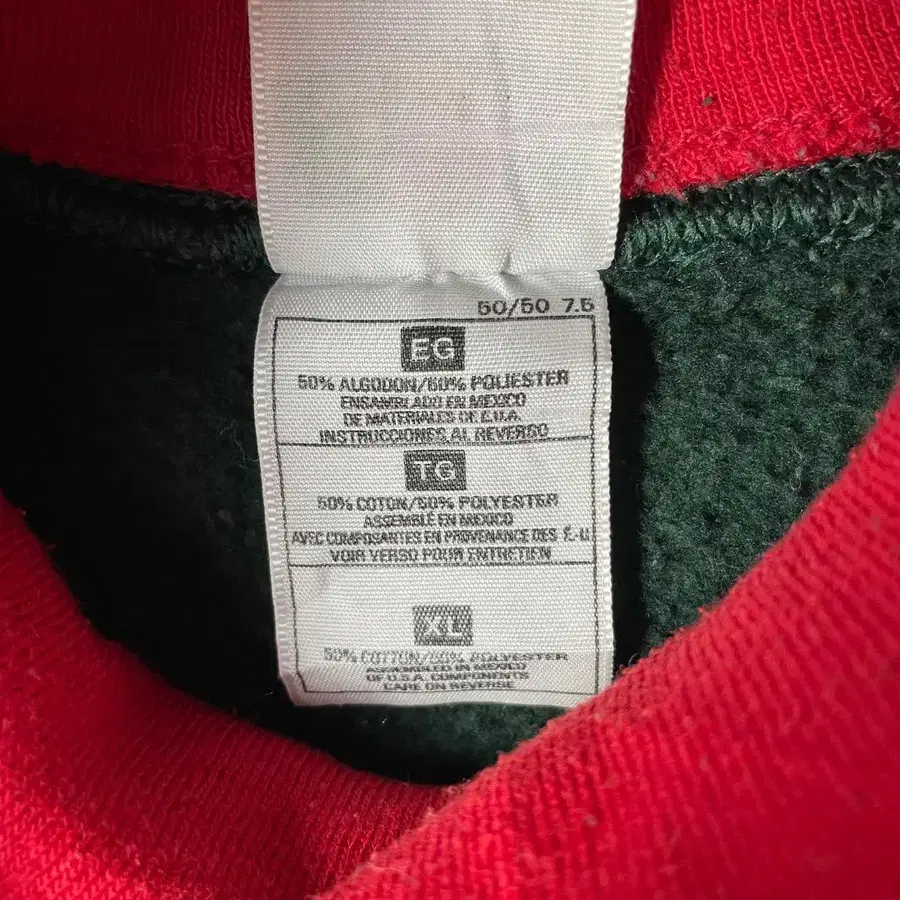 50/50 7.5
EG
50% ALGODON/50% POLIESTER
ENSAMBLADO EN MEXICO
DE MATERIALES DE E.U.A.
INSTRUCCIONES AL REVERSO
TG
50% COTON/50% POLYESTER
ASSEMBLÉ EN MEXICO
AVEC COMPOSANTES EN PROVENANCE DES É.-U
VOIR VERSO POUR ENTRETIEN
XL
50% COTTON/50% POLYESTER
ASSEMBLED IN MEXICO
OF U.S.A. COMPONENTS
CARE ON REVERSE